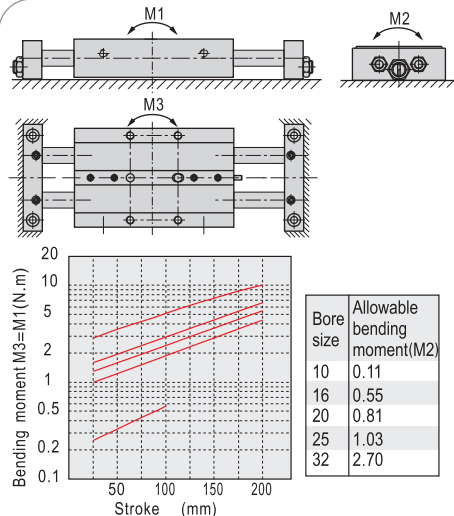 M1
M2
M3
Bending moment M3=M1(N.m)
20
10
5
2
1
0.5
0.2
0.1
50 100 150 200
Stroke (mm)
Bore size Allowable bending moment(M2)
10 0.11
16 0.55
20 0.81
25 1.03
32 2.70